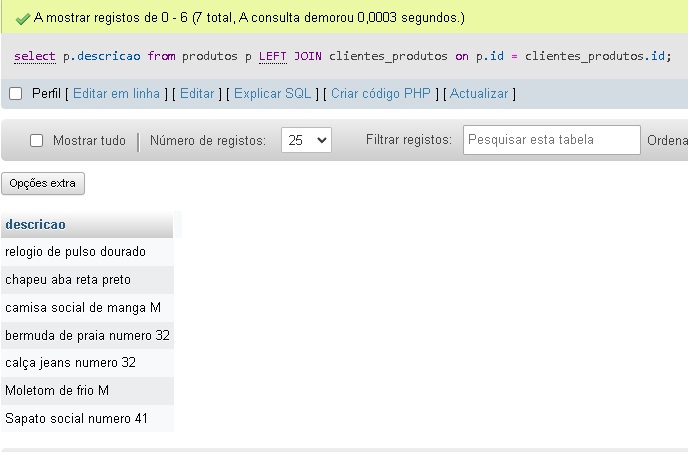 A mostrar registos de 0 - 6 (7 total, A consulta demorou 0,0003 segundos.)
select p.descricao from produtos p LEFT JOIN clientes_produtos on p.id = clientes_produtos.id;
Perfil [ Editar em linha ] [ Editar ] [ Explicar SQL ] [ Criar código PHP ] [ Actualizar ]
Mostrar tudo | Número de registos: 25 Filtrar registos: Pesquisar esta tabela Ordena
Opções extra
descricao
relogio de pulso dourado
chapeu aba reta preto
camisa social de manga M
bermuda de praia numero 32
calça jeans numero 32
Moletom de frio M
Sapato social numero 41